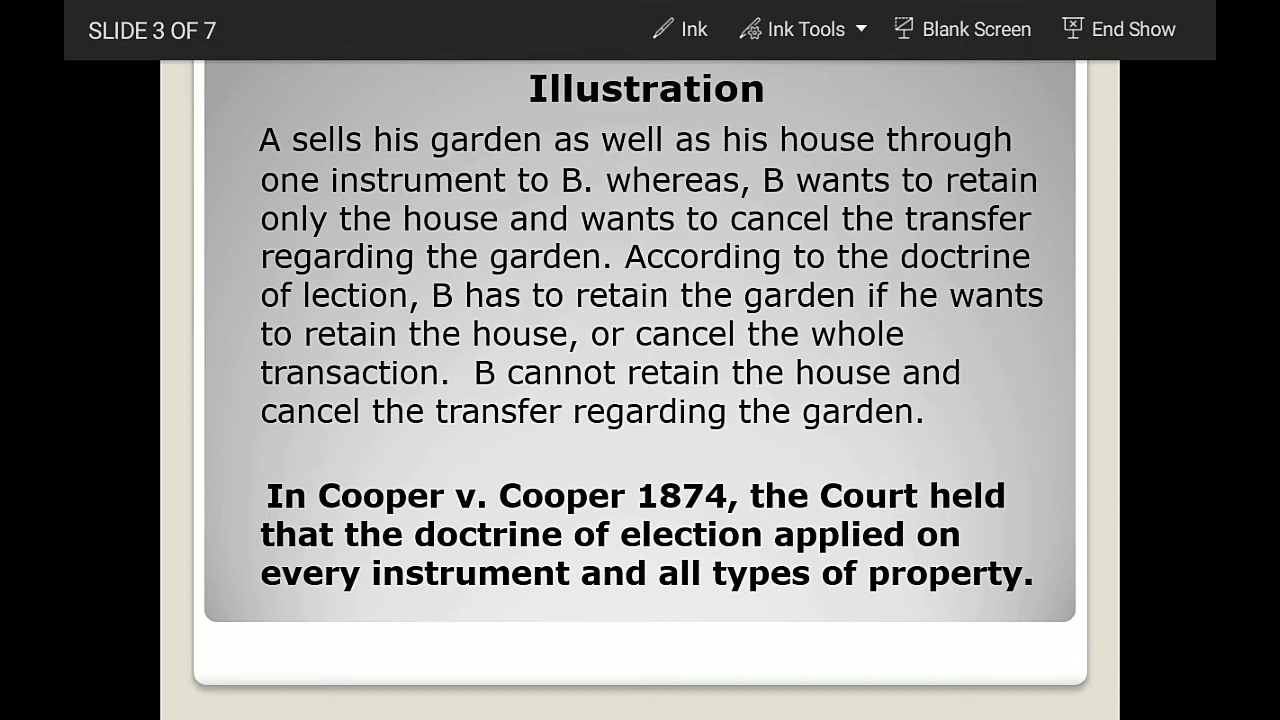 SLIDE 3 OF 7 Ink Ink Tools Blank Screen End Show
Illustration
A sells his garden as well as his house through
one instrument to B. whereas, B wants to retain
only the house and wants to cancel the transfer
regarding the garden. According to the doctrine
of lection, B has to retain the garden if he wants
to retain the house, or cancel the whole
transaction. B cannot retain the house and
cancel the transfer regarding the garden.
In Cooper v. Cooper 1874, the Court held
that the doctrine of election applied on
every instrument and all types of property.